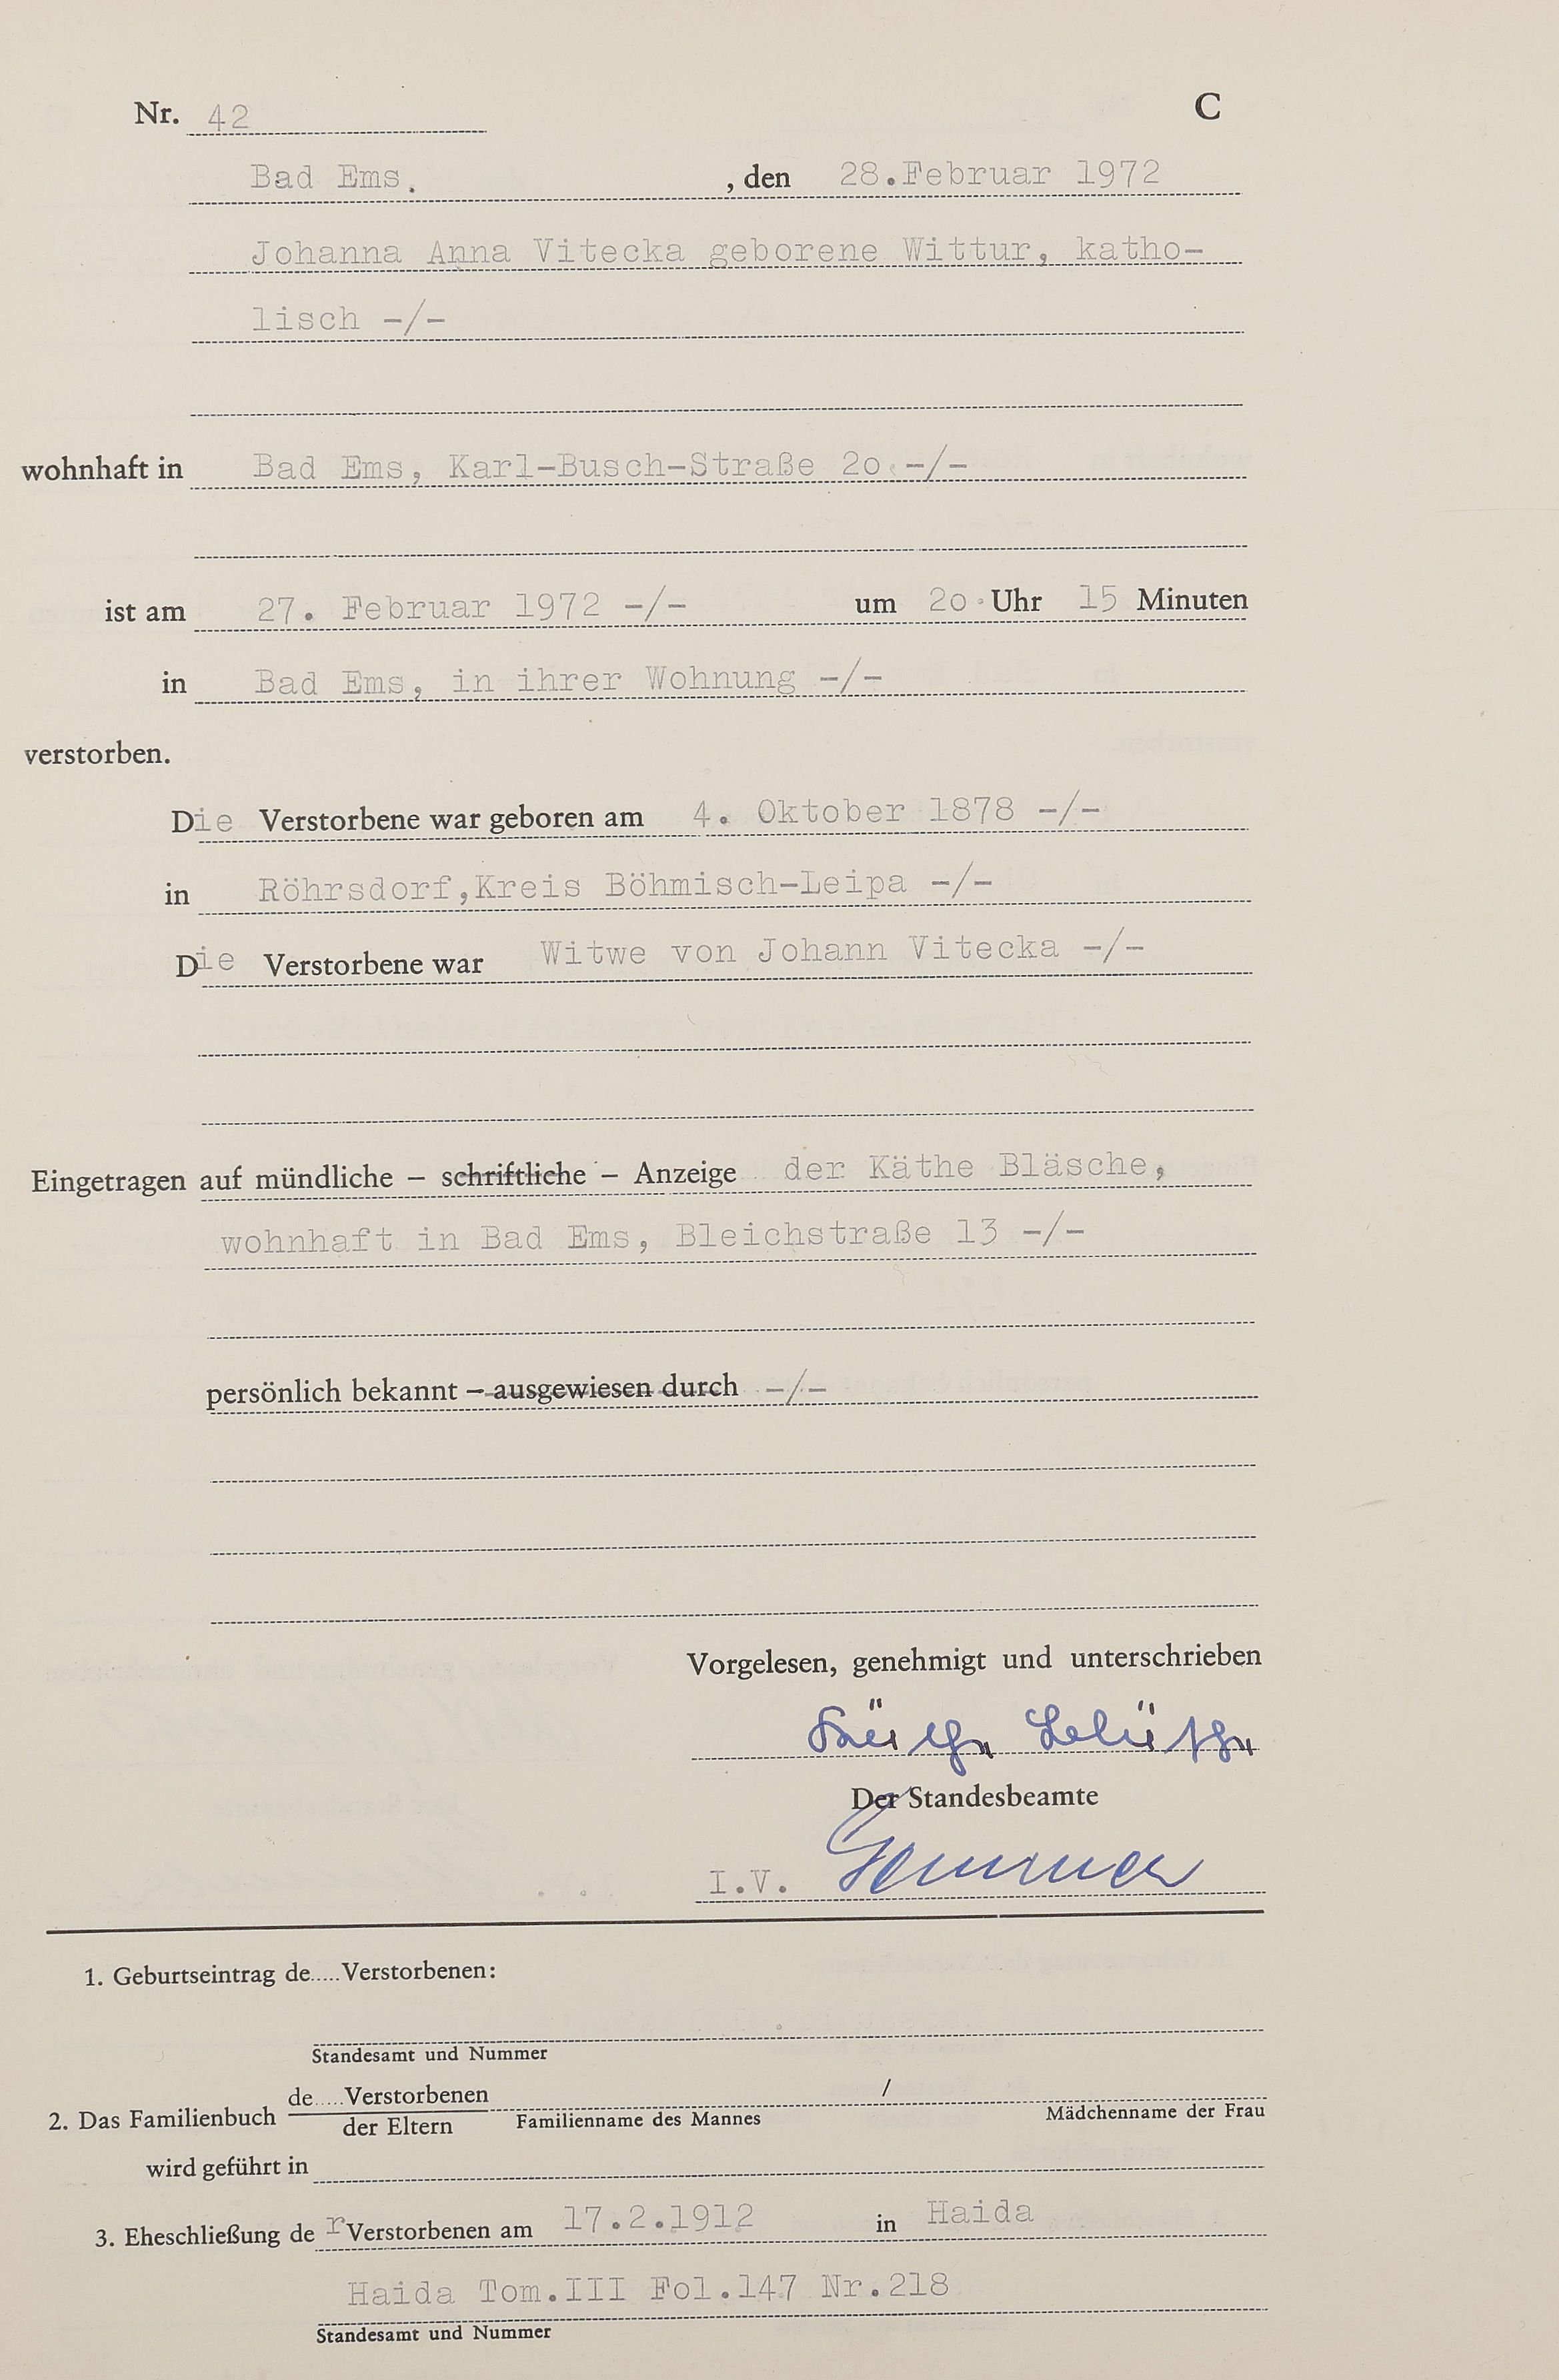 Nr. 42 C
Bad Ems. , den 28.Februar 1972
Johanna Anna Vitecka geborene Wittur, katho-
lisch -/-
wohnhaft in Bad Ems, Karl-Busch-Straße 2o -/-
ist am 27. Februar 1972 -/- um 2o Uhr 15 Minuten
in Bad Ems, in ihrer Wohnung -/-
verstorben.
Die Verstorbene war geboren am 4. Oktober 1878 -/-
in Röhrsdorf,Kreis Böhmisch-Leipa -/-
Die Verstorbene war Witwe von Johann Vitecka -/-
Eingetragen auf mündliche – schriftliche – Anzeige der Käthe Bläsche,
wohnhaft in Bad Ems, Bleichstraße 13 -/-
persönlich bekannt – ausgewiesen durch -/-
Vorgelesen, genehmigt und unterschrieben
Der Standesbeamte
I.V.
1. Geburtseintrag de.....Verstorbenen:
Standesamt und Nummer
de.....Verstorbenen /
2. Das Familienbuch der Eltern Familienname des Mannes Mädchenname der Frau
wird geführt in
3. Eheschließung der Verstorbenen am 17.2.1912 in Haida
Haida Tom.III Fol.147 Nr.218
Standesamt und Nummer